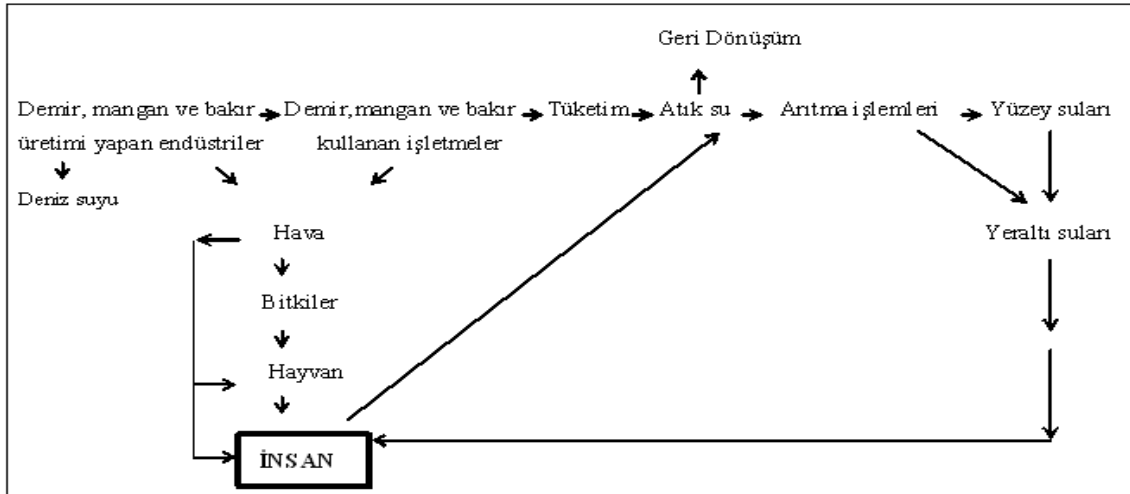 Geri Dönüşüm
Demir, mangan ve bakır Demir,mangan ve bakır Tüketim Atık su Arıtma işlemleri Yüzey suları
üretimi yapan endüstriler kullanan işletmeler
Deniz suyu
Hava Yeraltı suları
Bitkiler
Hayvan
İNSAN